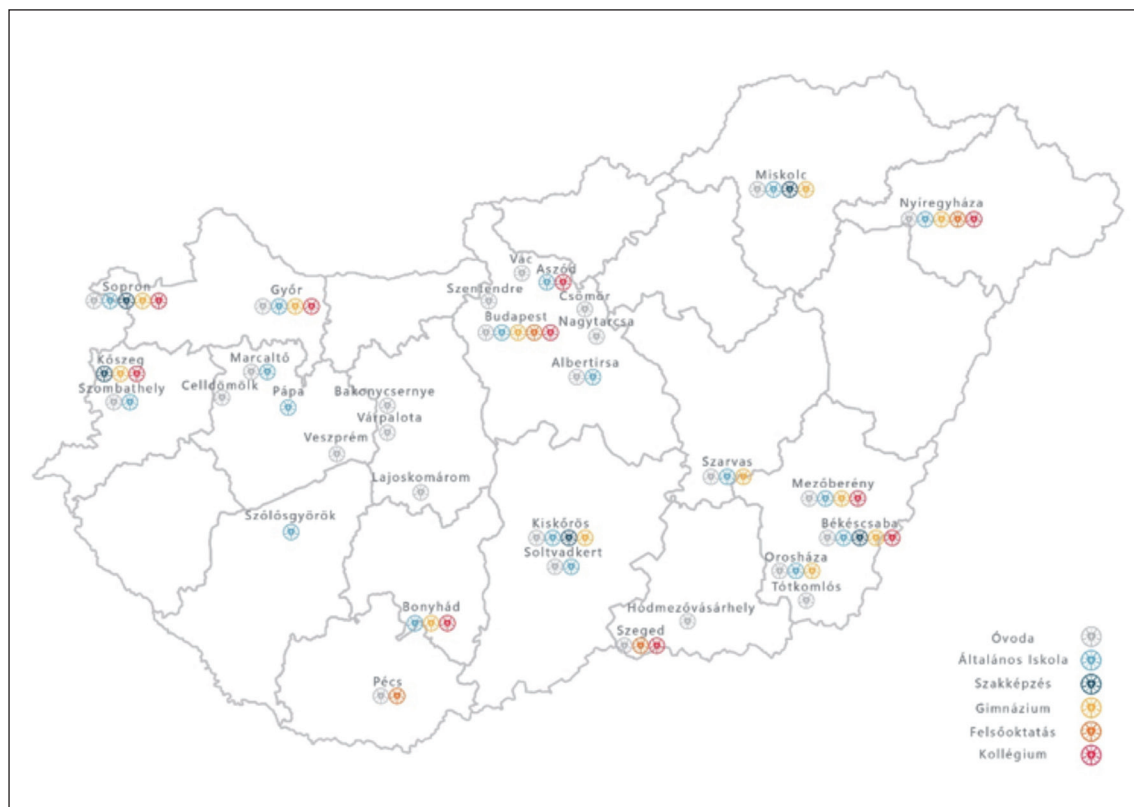 Miskolc
Nyíregyháza
Vác
Aszód
Sopron
Győr
Szentendre
Csömör
Budapest
Nagytarcsa
Kőszeg
Marcaltő
Albertirsa
Szombathely
Celldömölk
Pápa
Bakonycsernye
Várpalota
Veszprém
Szarvas
Lajoskomárom
Mezőberény
Szólósgyörök
Kiskőrös
Békéscsaba
Soltvadkert
Orosháza
Tótkomlós
Bonyhád
Hódmezővásárhely
Szeged
Pécs
Óvoda
Általános Iskola
Szakképzés
Gimnázium
Felsőoktatás
Kollégium